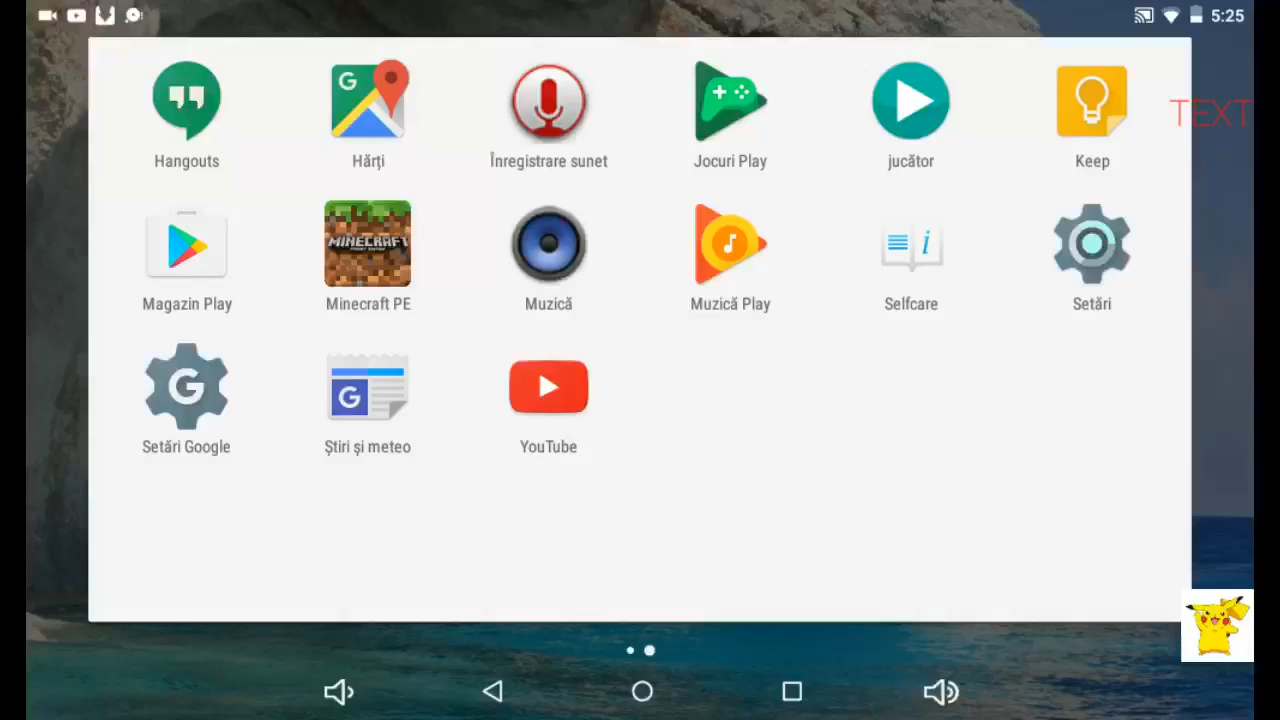 5:25
TEXT
Hangouts
Hărți
Înregistrare sunet
Jocuri Play
jucător
Keep
MINECRAFT
Magazin Play
Minecraft PE
Muzică
Muzică Play
Selfcare
Setări
Setări Google
Știri și meteo
YouTube